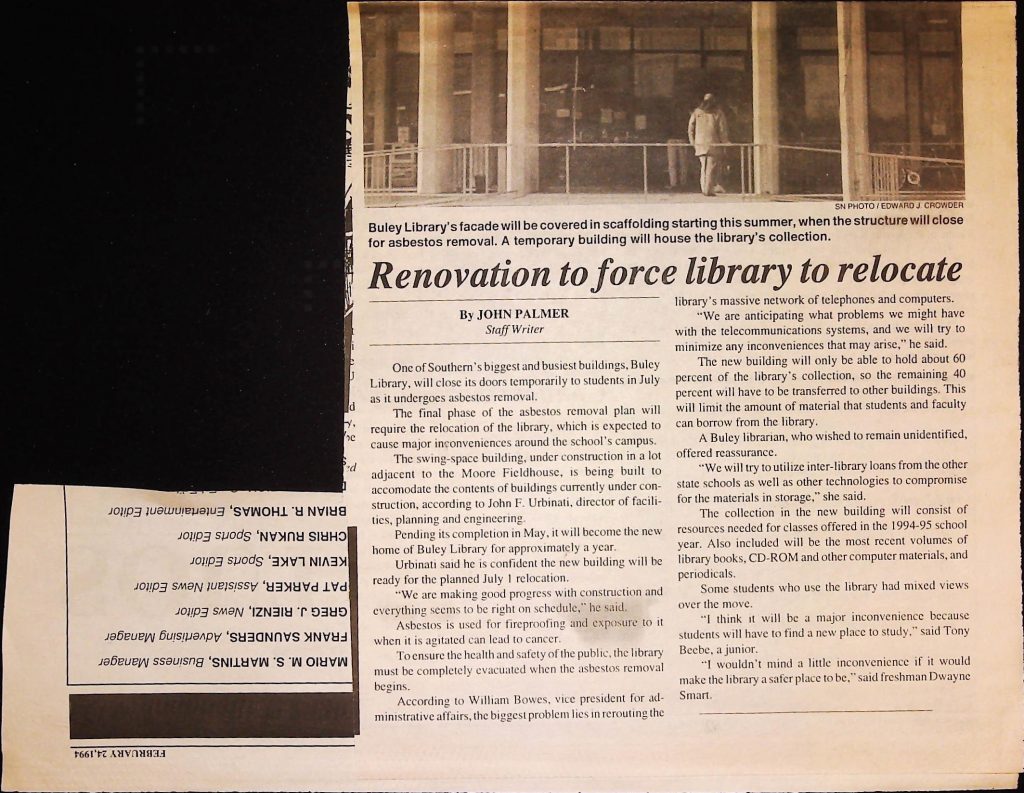 SN PHOTO / EDWARD J. CROWDER
Buley Library's facade will be covered in scaffolding starting this summer, when the structure will close
for asbestos removal. A temporary building will house the library's collection.
Renovation to force library to relocate
By JOHN PALMER
Staff Writer
One of Southern's biggest and busiest buildings, Buley
Library, will close its doors temporarily to students in July
as it undergoes asbestos removal.
The final phase of the asbestos removal plan will
require the relocation of the library, which is expected to
cause major inconveniences around the school's campus.
The swing-space building, under construction in a lot
adjacent to the Moore Fieldhouse, is being built to
accomodate the contents of buildings currently under con-
struction, according to John F. Urbinati, director of facili-
ties, planning and engineering.
Pending its completion in May, it will become the new
home of Buley Library for approximately a year.
Urbinati said he is confident the new building will be
ready for the planned July 1 relocation.
"We are making good progress with construction and
everything seems to be right on schedule," he said.
Asbestos is used for fireproofing and exposure to it
when it is agitated can lead to cancer.
To ensure the health and safety of the public, the library
must be completely evacuated when the asbestos removal
begins.
According to William Bowes, vice president for ad-
ministrative affairs, the biggest problem lies in rerouting the
library's massive network of telephones and computers.
"We are anticipating what problems we might have
with the telecommunications systems, and we will try to
minimize any inconveniences that may arise," he said.
The new building will only be able to hold about 60
percent of the library's collection, so the remaining 40
percent will have to be transferred to other buildings. This
will limit the amount of material that students and faculty
can borrow from the library.
A Buley librarian, who wished to remain unidentified,
offered reassurance.
"We will try to utilize inter-library loans from the other
state schools as well as other technologies to compromise
for the materials in storage," she said.
The collection in the new building will consist of
resources needed for classes offered in the 1994-95 school
year. Also included will be the most recent volumes of
library books, CD-ROM and other computer materials, and
periodicals.
Some students who use the library had mixed views
over the move.
"I think it will be a major inconvenience because
students will have to find a new place to study," said Tony
Beebe, a junior.
"I wouldn't mind a little inconvenience if it would
make the library a safer place to be," said freshman Dwayne
Smart.
FEBRUARY 24, 1994
MARIO M. S. MARTINS, Business Manager
FRANK SAUNDERS, Advertising Manager
GREG J. RIENZI, News Editor
PAT PARKER, Assistant News Editor
KEVIN LAKE, Sports Editor
CHRIS RUKAN, Sports Editor
BRIAN R. THOMAS, Entertainment Editor